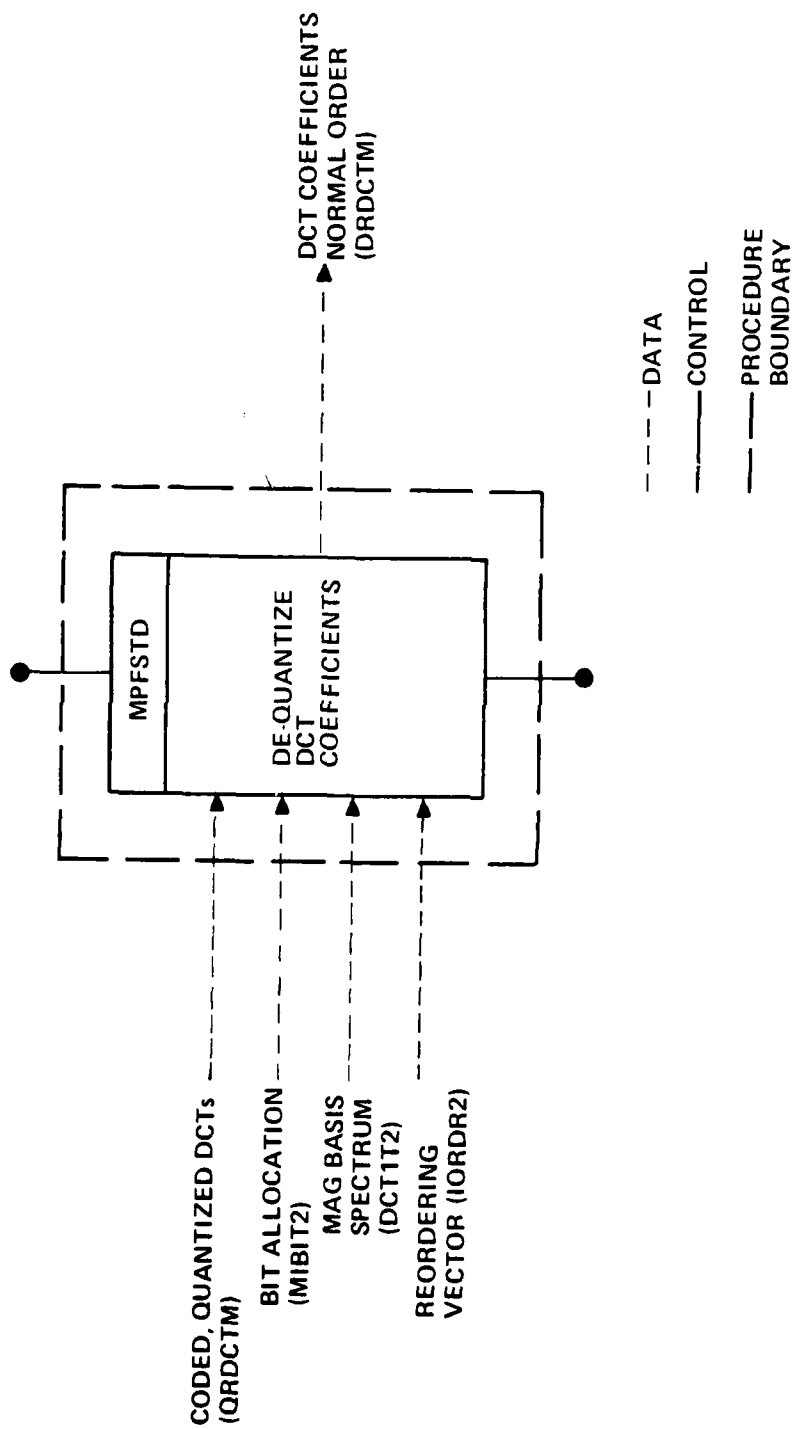 CODED, QUANTIZED DCTs
(QRDCTM)
BIT ALLOCATION
(MIBIT2)
MAG BASIS
SPECTRUM
(DCT1T2)
REORDERING
VECTOR (IORDR2)
MPFSTD
DE-QUANTIZE
DCT
COEFFICIENTS
DCT COEFFICIENTS
NORMAL ORDER
(DRDCTM)
DATA
CONTROL
PROCEDURE
BOUNDARY